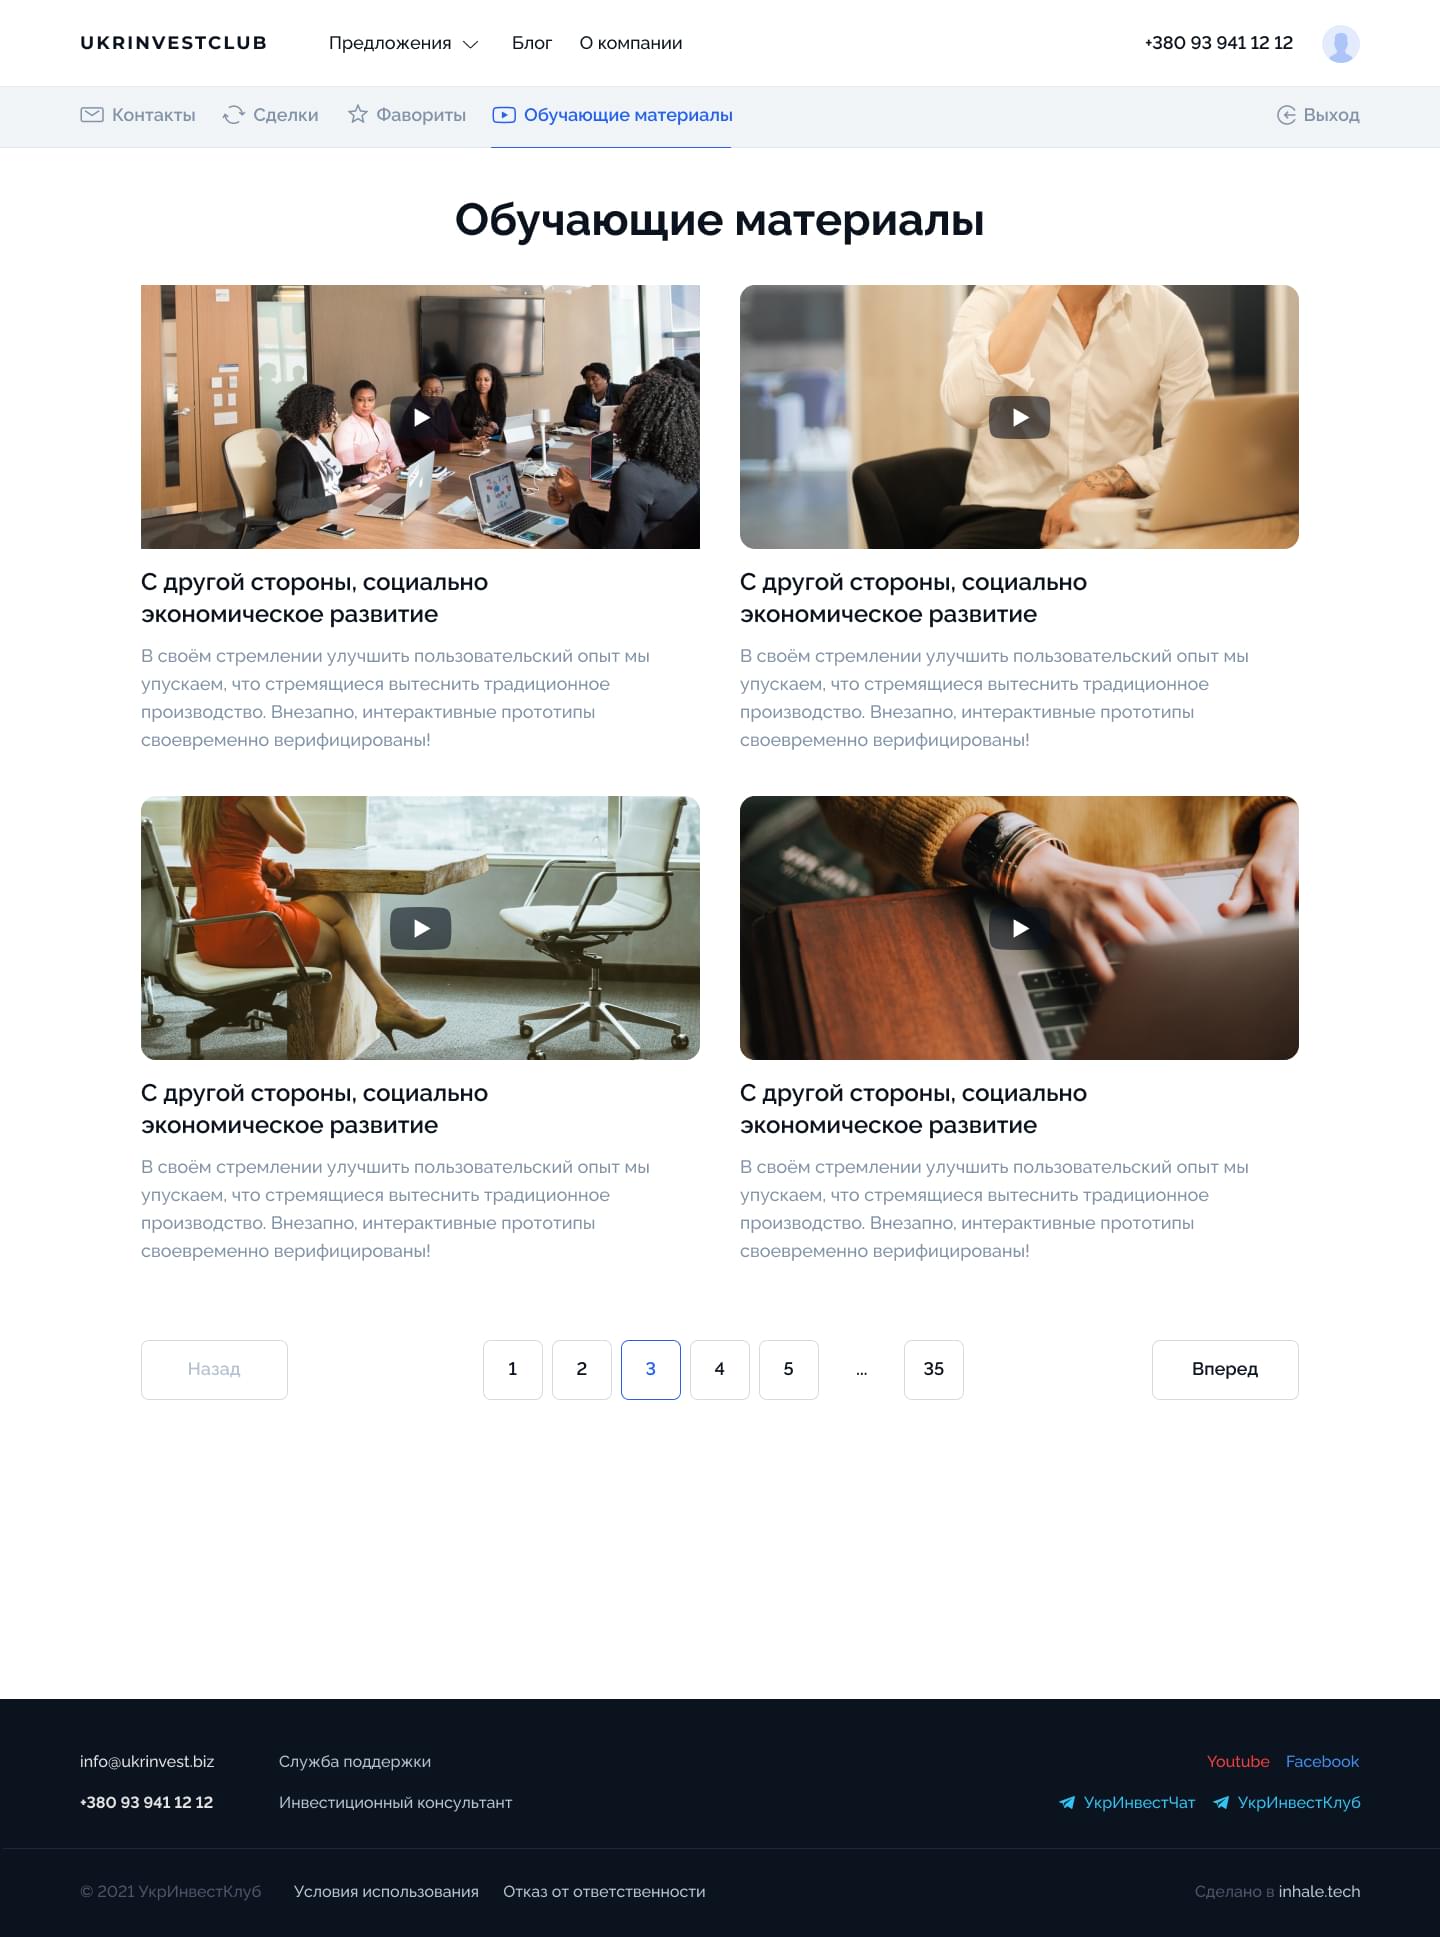 UKRINVESTCLUB Предложения Блог О компании +380 93 941 12 12
Контакты Сделки Фавориты Обучающие материалы Выход
Обучающие материалы
С другой стороны, социально
экономическое развитие
В своём стремлении улучшить пользовательский опыт мы
упускаем, что стремящиеся вытеснить традиционное
производство. Внезапно, интерактивные прототипы
своевременно верифицированы!
С другой стороны, социально
экономическое развитие
В своём стремлении улучшить пользовательский опыт мы
упускаем, что стремящиеся вытеснить традиционное
производство. Внезапно, интерактивные прототипы
своевременно верифицированы!
С другой стороны, социально
экономическое развитие
В своём стремлении улучшить пользовательский опыт мы
упускаем, что стремящиеся вытеснить традиционное
производство. Внезапно, интерактивные прототипы
своевременно верифицированы!
С другой стороны, социально
экономическое развитие
В своём стремлении улучшить пользовательский опыт мы
упускаем, что стремящиеся вытеснить традиционное
производство. Внезапно, интерактивные прототипы
своевременно верифицированы!
Назад 1 2 3 4 5 ... 35 Вперед
info@ukrinvest.biz Служба поддержки Youtube Facebook
+380 93 941 12 12 Инвестиционный консультант УкрИнвестЧат УкрИнвестКлуб
© 2021 УкрИнвестКлуб Условия использования Отказ от ответственности Сделано в inhale.tech